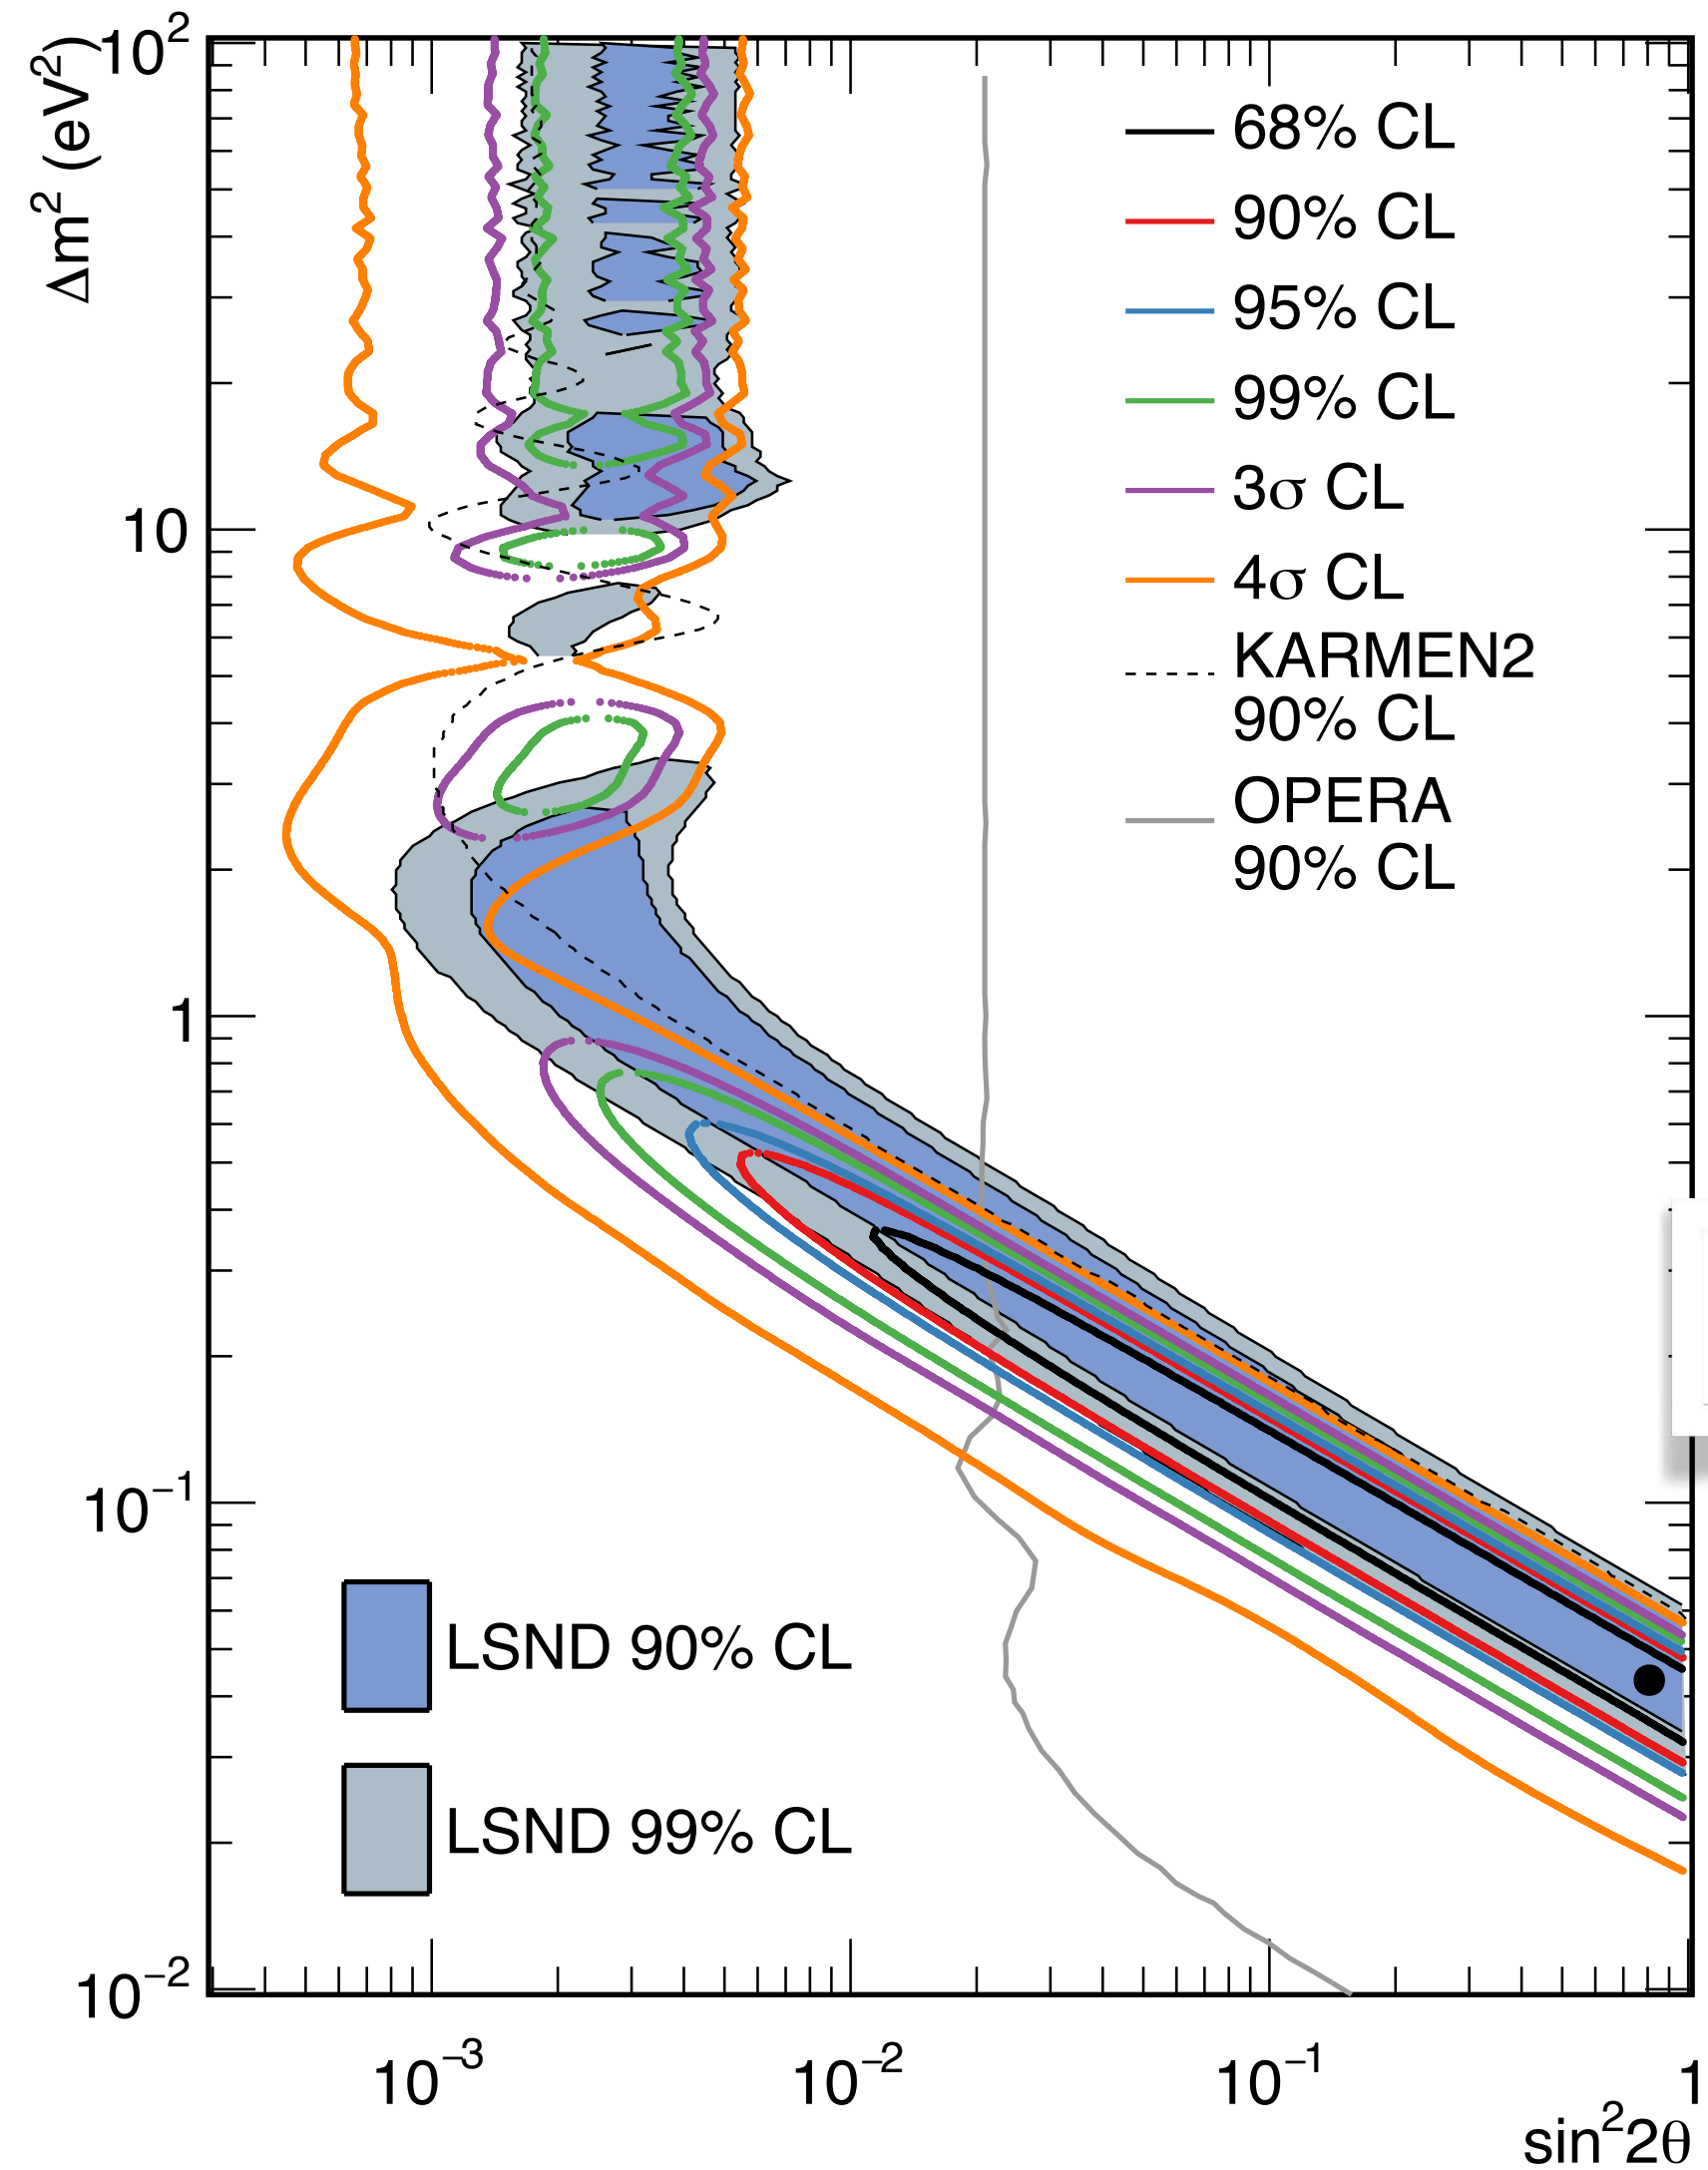 Δm² (eV²)
10²
10
1
10⁻¹
10⁻²
68% CL
90% CL
95% CL
99% CL
3σ CL
4σ CL
KARMEN2
90% CL
OPERA
90% CL
LSND 90% CL
LSND 99% CL
10⁻³
10⁻²
10⁻¹
1
sin²2θ